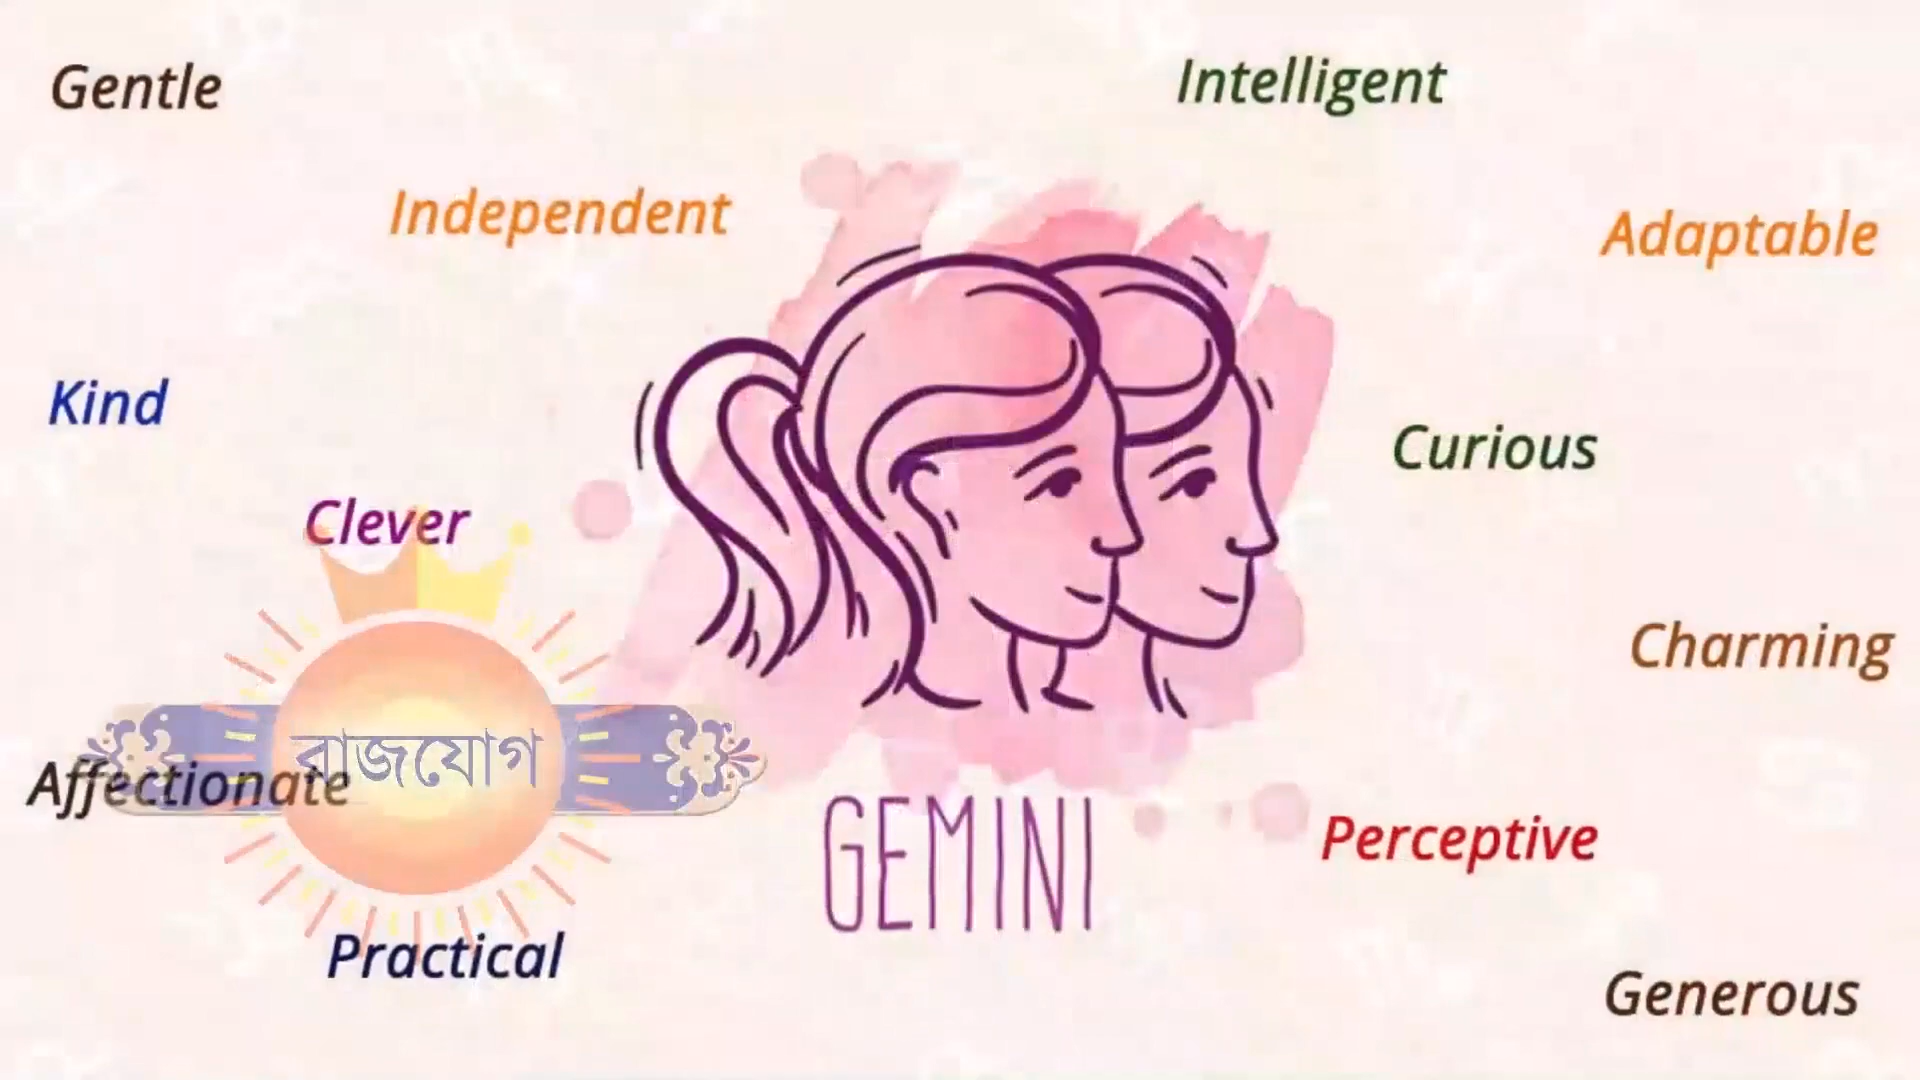 Gentle
Intelligent
Independent
Adaptable
Kind
Curious
Clever
Charming
রাজযোগ
Affectionate
GEMINI
Perceptive
Practical
Generous